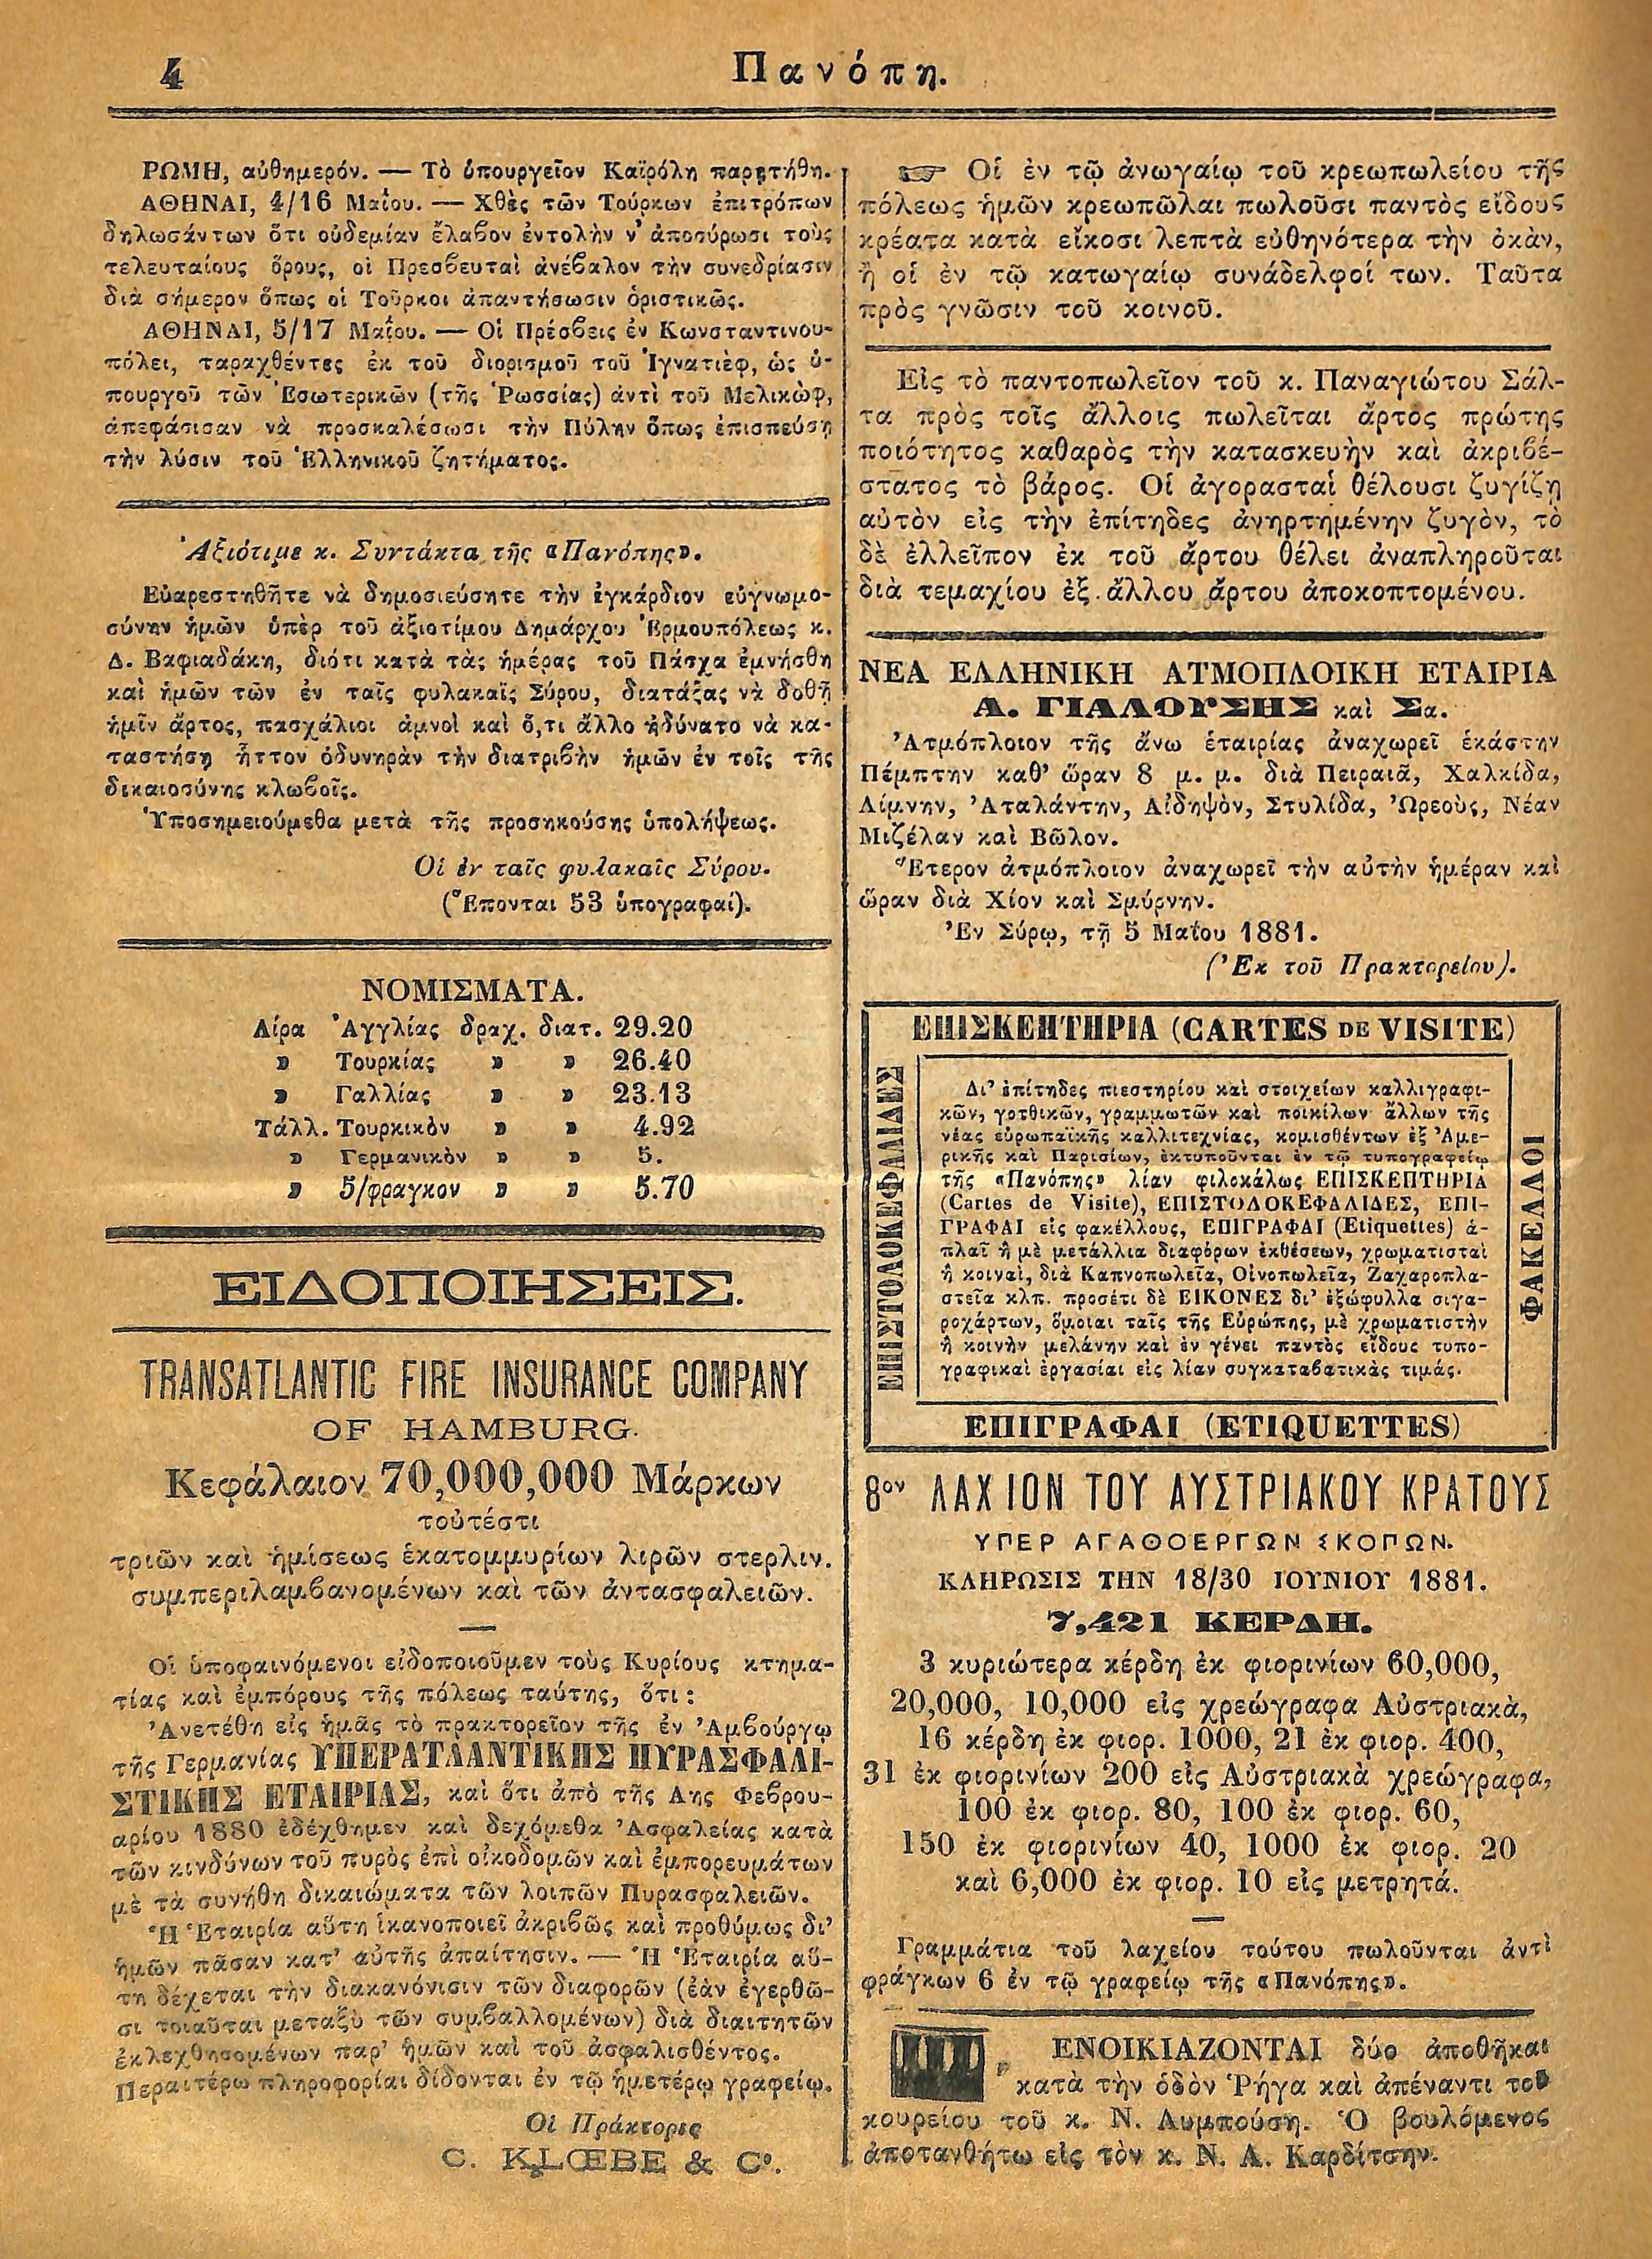 4
Πανόπη.
ΡΩΜΗ, αὐθημερόν. — Τὸ ὑπουργεῖον Καϊρόλη παρῃτήθη.
ΑΘΗΝΑΙ, 4/16 Μαΐου. — Χθὲς τῶν Τούρκων ἐπιτρόπων
δηλωσάντων ὅτι οὐδεμίαν ἔλαβον ἐντολὴν ν' ἀποσύρωσι τοὺς
τελευταίους ὅρους, οἱ Πρεσβευταὶ ἀνέβαλον τὴν συνεδρίασιν
διὰ σήμερον ὅπως οἱ Τοῦρκοι ἀπαντήσωσιν ὁριστικῶς.
ΑΘΗΝΑΙ, 5/17 Μαΐου. — Οἱ Πρέσβεις ἐν Κωνσταντινου-
πόλει, ταραχθέντες ἐκ τοῦ διορισμοῦ τοῦ Ἰγνατιὲφ, ὡς ὑ-
πουργοῦ τῶν Ἐσωτερικῶν (τῆς Ῥωσσίας) ἀντὶ τοῦ Μελικὼφ,
ἀπεφάσισαν νὰ προσκαλέσωσι τὴν Πύλην ὅπως ἐπισπεύσῃ
τὴν λύσιν τοῦ Ἑλληνικοῦ ζητήματος.
Ἀξιότιμε κ. Συντάκτα τῆς «Πανόπης».
Εὐαρεστηθῆτε νὰ δημοσιεύσητε τὴν ἐγκάρδιον εὐγνωμο-
σύνην ἡμῶν ὑπὲρ τοῦ ἀξιοτίμου Δημάρχου Ἑρμουπόλεως κ.
Δ. Βαφιαδάκη, διότι κατὰ τὰς ἡμέρας τοῦ Πάσχα ἐμνήσθη
καὶ ἡμῶν τῶν ἐν ταῖς φυλακαῖς Σύρου, διατάξας νὰ δοθῇ
ἡμῖν ἄρτος, πασχάλιοι ἀμνοὶ καὶ ὅ,τι ἄλλο ἠδύνατο νὰ κα-
ταστήσῃ ἧττον ὀδυνηρὰν τὴν διατριβὴν ἡμῶν ἐν τοῖς τῆς
δικαιοσύνης κλωβοῖς.
Ὑποσημειούμεθα μετὰ τῆς προσηκούσης ὑπολήψεως.
Οἱ ἐν ταῖς φυλακαῖς Σύρου.
(Ἕπονται 53 ὑπογραφαί).
ΝΟΜΙΣΜΑΤΑ.
Λίρα Ἀγγλίας δραχ. διατ. 29.20
» Τουρκίας » » 26.40
» Γαλλίας » » 23.13
Τάλλ. Τουρκικὸν » » 4.92
» Γερμανικὸν » » 5.
» 5/φραγκον » » 5.70
ΕΙΔΟΠΟΙΗΣΕΙΣ.
TRANSATLANTIC FIRE INSURANCE COMPANY
OF HAMBURG.
Κεφάλαιον 70,000,000 Μάρκων
τοὐτέστι
τριῶν καὶ ἡμίσεως ἑκατομμυρίων λιρῶν στερλιν.
συμπεριλαμβανομένων καὶ τῶν ἀντασφαλειῶν.
Οἱ ὑποφαινόμενοι εἰδοποιοῦμεν τοὺς Κυρίους κτημα-
τίας καὶ ἐμπόρους τῆς πόλεως ταύτης, ὅτι:
Ἀνετέθη εἰς ἡμᾶς τὸ πρακτορεῖον τῆς ἐν Ἀμβούργῳ
τῆς Γερμανίας ΥΠΕΡΑΤΛΑΝΤΙΚΗΣ ΠΥΡΑΣΦΑΛΙ-
ΣΤΙΚΗΣ ΕΤΑΙΡΙΑΣ, καὶ ὅτι ἀπὸ τῆς Αης Φεβρου-
αρίου 1880 ἐδέχθημεν καὶ δεχόμεθα Ἀσφαλείας κατὰ
τῶν κινδύνων τοῦ πυρὸς ἐπὶ οἰκοδομῶν καὶ ἐμπορευμάτων
μὲ τὰ συνήθη δικαιώματα τῶν λοιπῶν Πυρασφαλειῶν.
Ἡ Ἑταιρία αὕτη ἱκανοποιεῖ ἀκριβῶς καὶ προθύμως δι'
ἡμῶν πᾶσαν κατ' αὐτῆς ἀπαίτησιν. — Ἡ Ἑταιρία αὕ-
τη δέχεται τὴν διακανόνισιν τῶν διαφορῶν (ἐὰν ἐγερθῶ-
σι τοιαῦται μεταξὺ τῶν συμβαλλομένων) διὰ διαιτητῶν
ἐκλεχθησομένων παρ' ἡμῶν καὶ τοῦ ἀσφαλισθέντος.
Περαιτέρω πληροφορίαι δίδονται ἐν τῷ ἡμετέρῳ γραφείῳ.
Οἱ Πράκτορες
C. KLŒBE & Cº.
☞ Οἱ ἐν τῷ ἀνωγαίῳ τοῦ κρεωπωλείου τῆς
πόλεως ἡμῶν κρεωπῶλαι πωλοῦσι παντὸς εἴδους
κρέατα κατὰ εἴκοσι λεπτὰ εὐθηνότερα τὴν ὀκὰν,
ἢ οἱ ἐν τῷ κατωγαίῳ συνάδελφοί των. Ταῦτα
πρὸς γνῶσιν τοῦ κοινοῦ.
Εἰς τὸ παντοπωλεῖον τοῦ κ. Παναγιώτου Σάλ-
τα πρὸς τοῖς ἄλλοις πωλεῖται ἄρτος πρώτης
ποιότητος καθαρὸς τὴν κατασκευὴν καὶ ἀκριβέ-
στατος τὸ βάρος. Οἱ ἀγορασταὶ θέλουσι ζυγίζῃ
αὐτὸν εἰς τὴν ἐπίτηδες ἀνηρτημένην ζυγὸν, τὸ
δὲ ἐλλεῖπον ἐκ τοῦ ἄρτου θέλει ἀναπληροῦται
διὰ τεμαχίου ἐξ ἄλλου ἄρτου ἀποκοπτομένου.
ΝΕΑ ΕΛΛΗΝΙΚΗ ΑΤΜΟΠΛΟΙΚΗ ΕΤΑΙΡΙΑ
Α. ΓΙΑΛΟΥΣΗΣ καὶ Σα.
Ἀτμόπλοιον τῆς ἄνω ἑταιρίας ἀναχωρεῖ ἑκάστην
Πέμπτην καθ' ὥραν 8 μ. μ. διὰ Πειραιᾶ, Χαλκίδα,
Λίμνην, Ἀταλάντην, Αἰδηψὸν, Στυλίδα, Ὠρεοὺς, Νέαν
Μιζέλαν καὶ Βῶλον.
Ἕτερον ἀτμόπλοιον ἀναχωρεῖ τὴν αὐτὴν ἡμέραν καὶ
ὥραν διὰ Χίον καὶ Σμύρνην.
Ἐν Σύρῳ, τῇ 5 Μαΐου 1881.
(Ἐκ τοῦ Πρακτορείου).
ΕΠΙΣΚΕΠΤΗΡΙΑ (CARTES DE VISITE)
ΕΠΙΣΤΟΛΟΚΕΦΑΛΙΔΕΣ
Δι' ἐπίτηδες πιεστηρίου καὶ στοιχείων καλλιγραφι-
κῶν, γοτθικῶν, γραμμωτῶν καὶ ποικίλων ἄλλων τῆς
νέας εὐρωπαϊκῆς καλλιτεχνίας, κομισθέντων ἐξ Ἀμε-
ρικῆς καὶ Παρισίων, ἐκτυποῦνται ἐν τῷ τυπογραφείῳ
τῆς «Πανόπης» λίαν φιλοκάλως ΕΠΙΣΚΕΠΤΗΡΙΑ
(Cartes de Visite), ΕΠΙΣΤΟΛΟΚΕΦΑΛΙΔΕΣ, ΕΠΙ-
ΓΡΑΦΑΙ εἰς φακέλλους, ΕΠΙΓΡΑΦΑΙ (Etiquettes) ἁ-
πλαῖ ἢ μὲ μετάλλια διαφόρων ἐκθέσεων, χρωματισταὶ
ἢ κοιναὶ, διὰ Καπνοπωλεῖα, Οἰνοπωλεῖα, Ζαχαροπλα-
στεῖα κλπ. προσέτι δὲ ΕΙΚΟΝΕΣ δι' ἐξώφυλλα σιγα-
ροχάρτων, ὅμοιαι ταῖς τῆς Εὐρώπης, μὲ χρωματιστὴν
ἢ κοινὴν μελάνην καὶ ἐν γένει παντὸς εἴδους τυπο-
γραφικαὶ ἐργασίαι εἰς λίαν συγκαταβατικὰς τιμάς.
ΦΑΚΕΛΛΟΙ
ΕΠΙΓΡΑΦΑΙ (ETIQUETTES)
8ον ΛΑΧΙΟΝ ΤΟΥ ΑΥΣΤΡΙΑΚΟΥ ΚΡΑΤΟΥΣ
ΥΠΕΡ ΑΓΑΘΟΕΡΓΩΝ ΣΚΟΠΩΝ.
ΚΛΗΡΩΣΙΣ ΤΗΝ 18/30 ΙΟΥΝΙΟΥ 1881.
7,421 ΚΕΡΔΗ.
3 κυριώτερα κέρδη ἐκ φιορινίων 60,000,
20,000, 10,000 εἰς χρεώγραφα Αὐστριακὰ,
16 κέρδη ἐκ φιορ. 1000, 21 ἐκ φιορ. 400,
31 ἐκ φιορινίων 200 εἰς Αὐστριακὰ χρεώγραφα,
100 ἐκ φιορ. 80, 100 ἐκ φιορ. 60,
150 ἐκ φιορινίων 40, 1000 ἐκ φιορ. 20
καὶ 6,000 ἐκ φιορ. 10 εἰς μετρητά.
Γραμμάτια τοῦ λαχείου τούτου πωλοῦνται ἀντὶ
φράγκων 6 ἐν τῷ γραφείῳ τῆς «Πανόπης».
ΕΝΟΙΚΙΑΖΟΝΤΑΙ δύο ἀποθῆκαι
κατὰ τὴν ὁδὸν Ῥήγα καὶ ἀπέναντι τοῦ
κουρείου τοῦ κ. Ν. Λυμπούση. Ὁ βουλόμενος
ἀποτανθήτω εἰς τὸν κ. Ν. Α. Καρδίτσην.